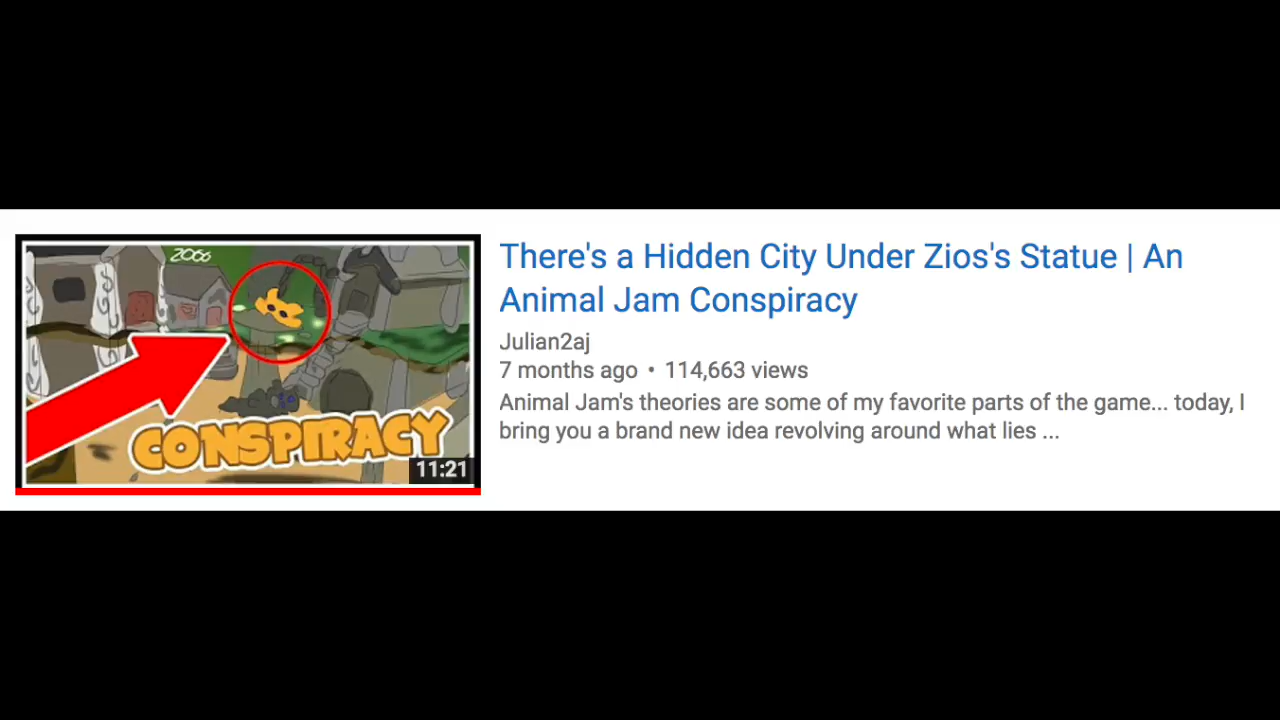 2066
CONSPIRACY
11:21
There's a Hidden City Under Zios's Statue | An
Animal Jam Conspiracy
Julian2aj
7 months ago • 114,663 views
Animal Jam's theories are some of my favorite parts of the game... today, I
bring you a brand new idea revolving around what lies ...